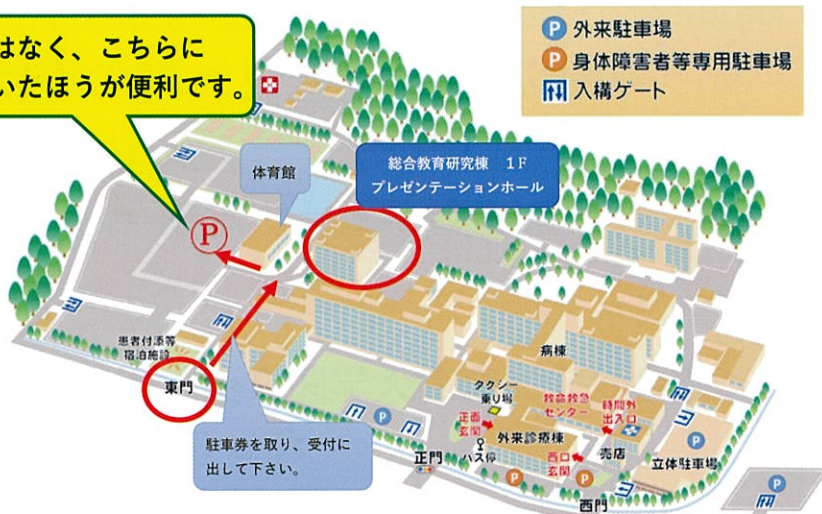 はなく、こちらに
いたほうが便利です。
P 外来駐車場
P 身体障害者等専用駐車場
入構ゲート
体育館
総合教育研究棟 1F
プレゼンテーションホール
P
患者付添等
宿泊施設
東門
駐車券を取り、受付に
出して下さい。
病棟
タクシー
乗り場
救命救急
センター
時間外
出入口
正面
玄関
外来診療棟
バス停
西口
玄関
売店
立体駐車場
正門
西門
P
P
P
P
P